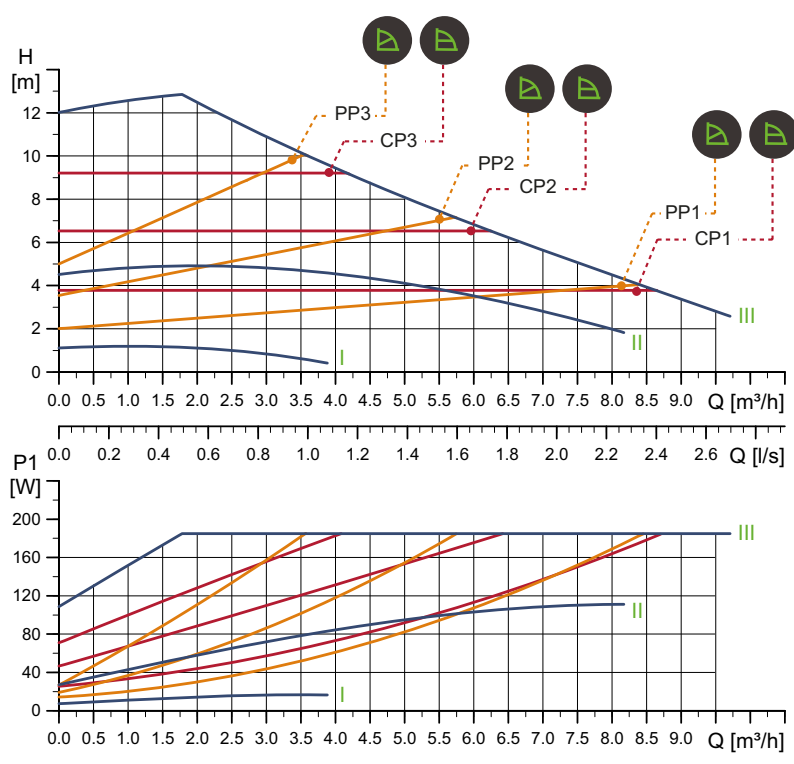 H
[m]
12
10
8
6
4
2
0
PP3
CP3
PP2
CP2
PP1
CP1
III
II
I
0.0 0.5 1.0 1.5 2.0 2.5 3.0 3.5 4.0 4.5 5.0 5.5 6.0 6.5 7.0 7.5 8.0 8.5 9.0 Q [m³/h]
0.0 0.2 0.4 0.6 0.8 1.0 1.2 1.4 1.6 1.8 2.0 2.2 2.4 2.6 Q [l/s]
P1
[W]
200
160
120
80
40
0
III
II
I
0.0 0.5 1.0 1.5 2.0 2.5 3.0 3.5 4.0 4.5 5.0 5.5 6.0 6.5 7.0 7.5 8.0 8.5 9.0 Q [m³/h]